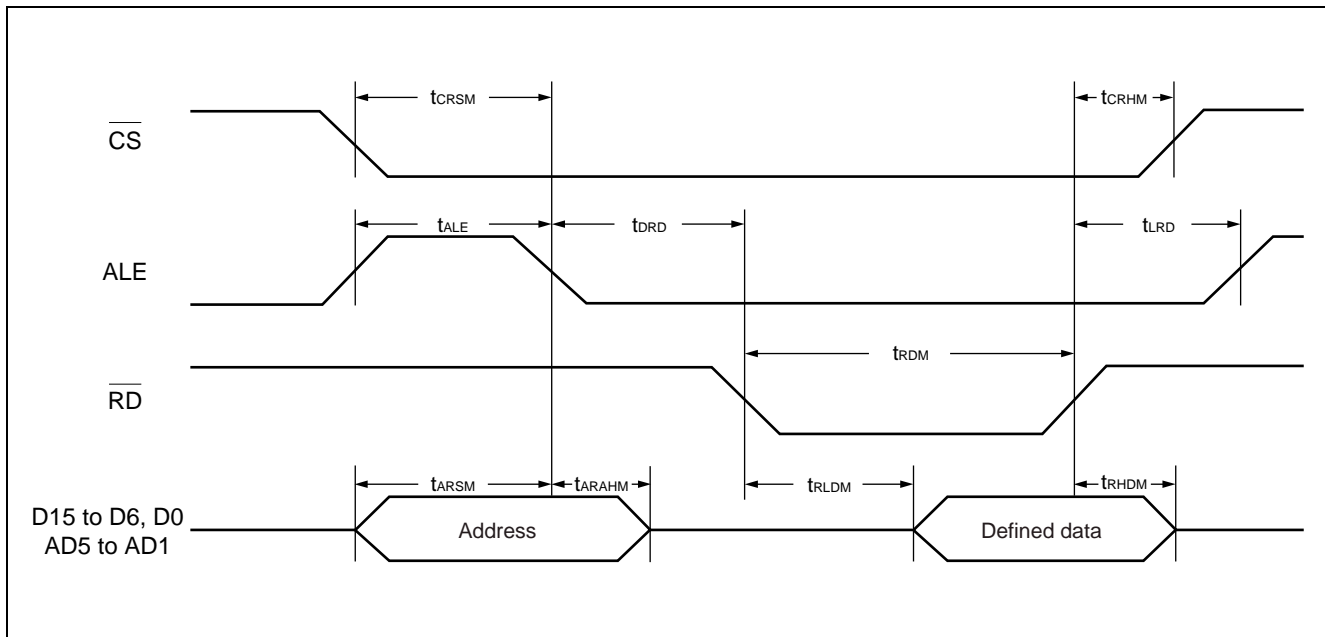 tCRSM
tCRHM
CS
tALE
tDRD
tLRD
ALE
tRDM
RD
tARSM
tARAHM
tRLDM
tRHDM
D15 to D6, D0
AD5 to AD1
Address
Defined data